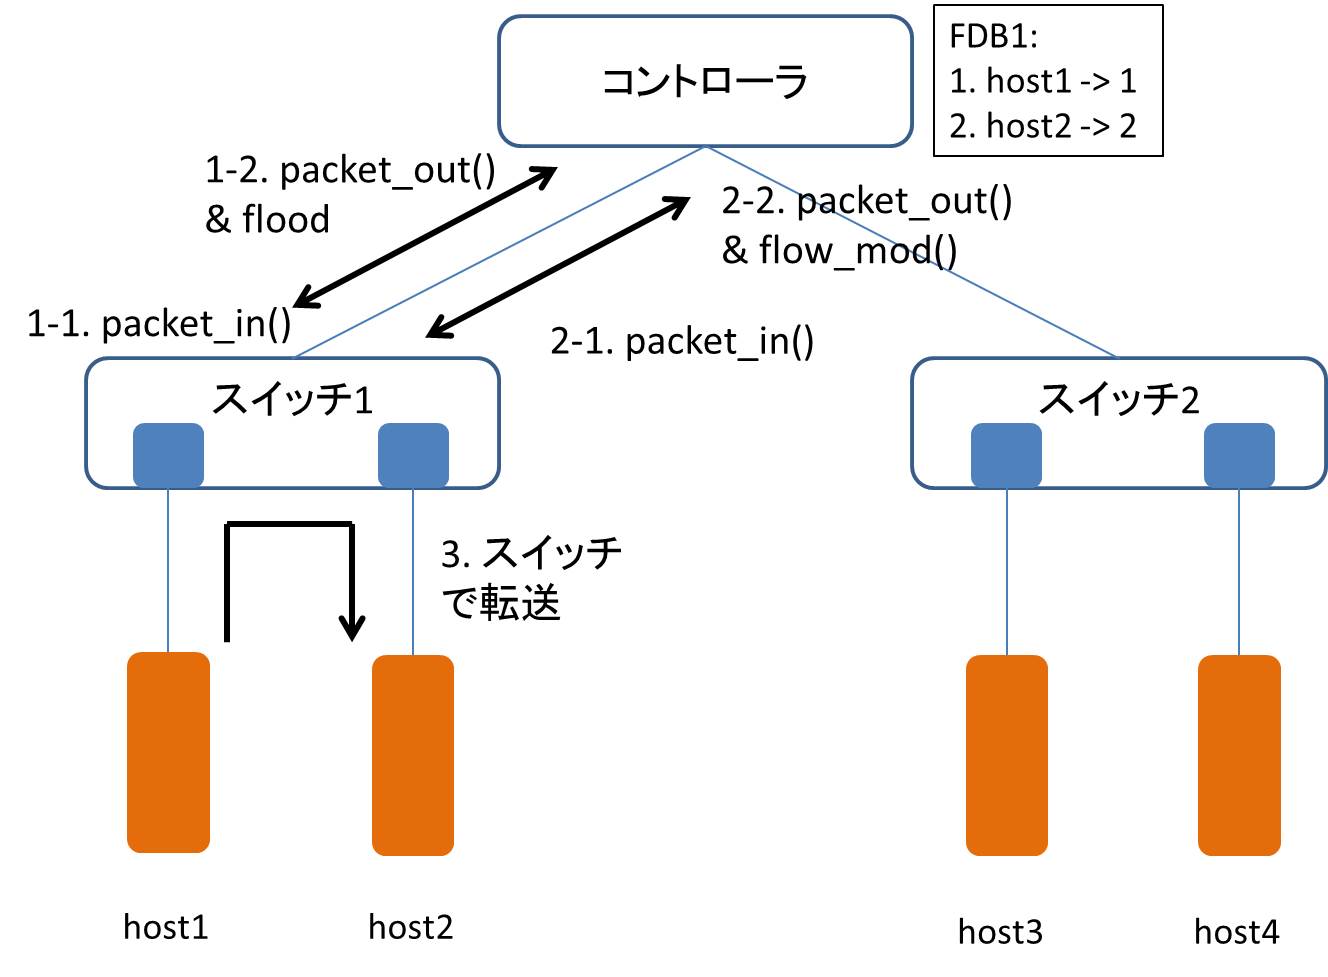 コントローラ
FDB1:
1. host1 -> 1
2. host2 -> 2
1-2. packet_out()
& flood
2-2. packet_out()
& flow_mod()
1-1. packet_in()
2-1. packet_in()
スイッチ1
スイッチ2
3. スイッチ
で転送
host1
host2
host3
host4